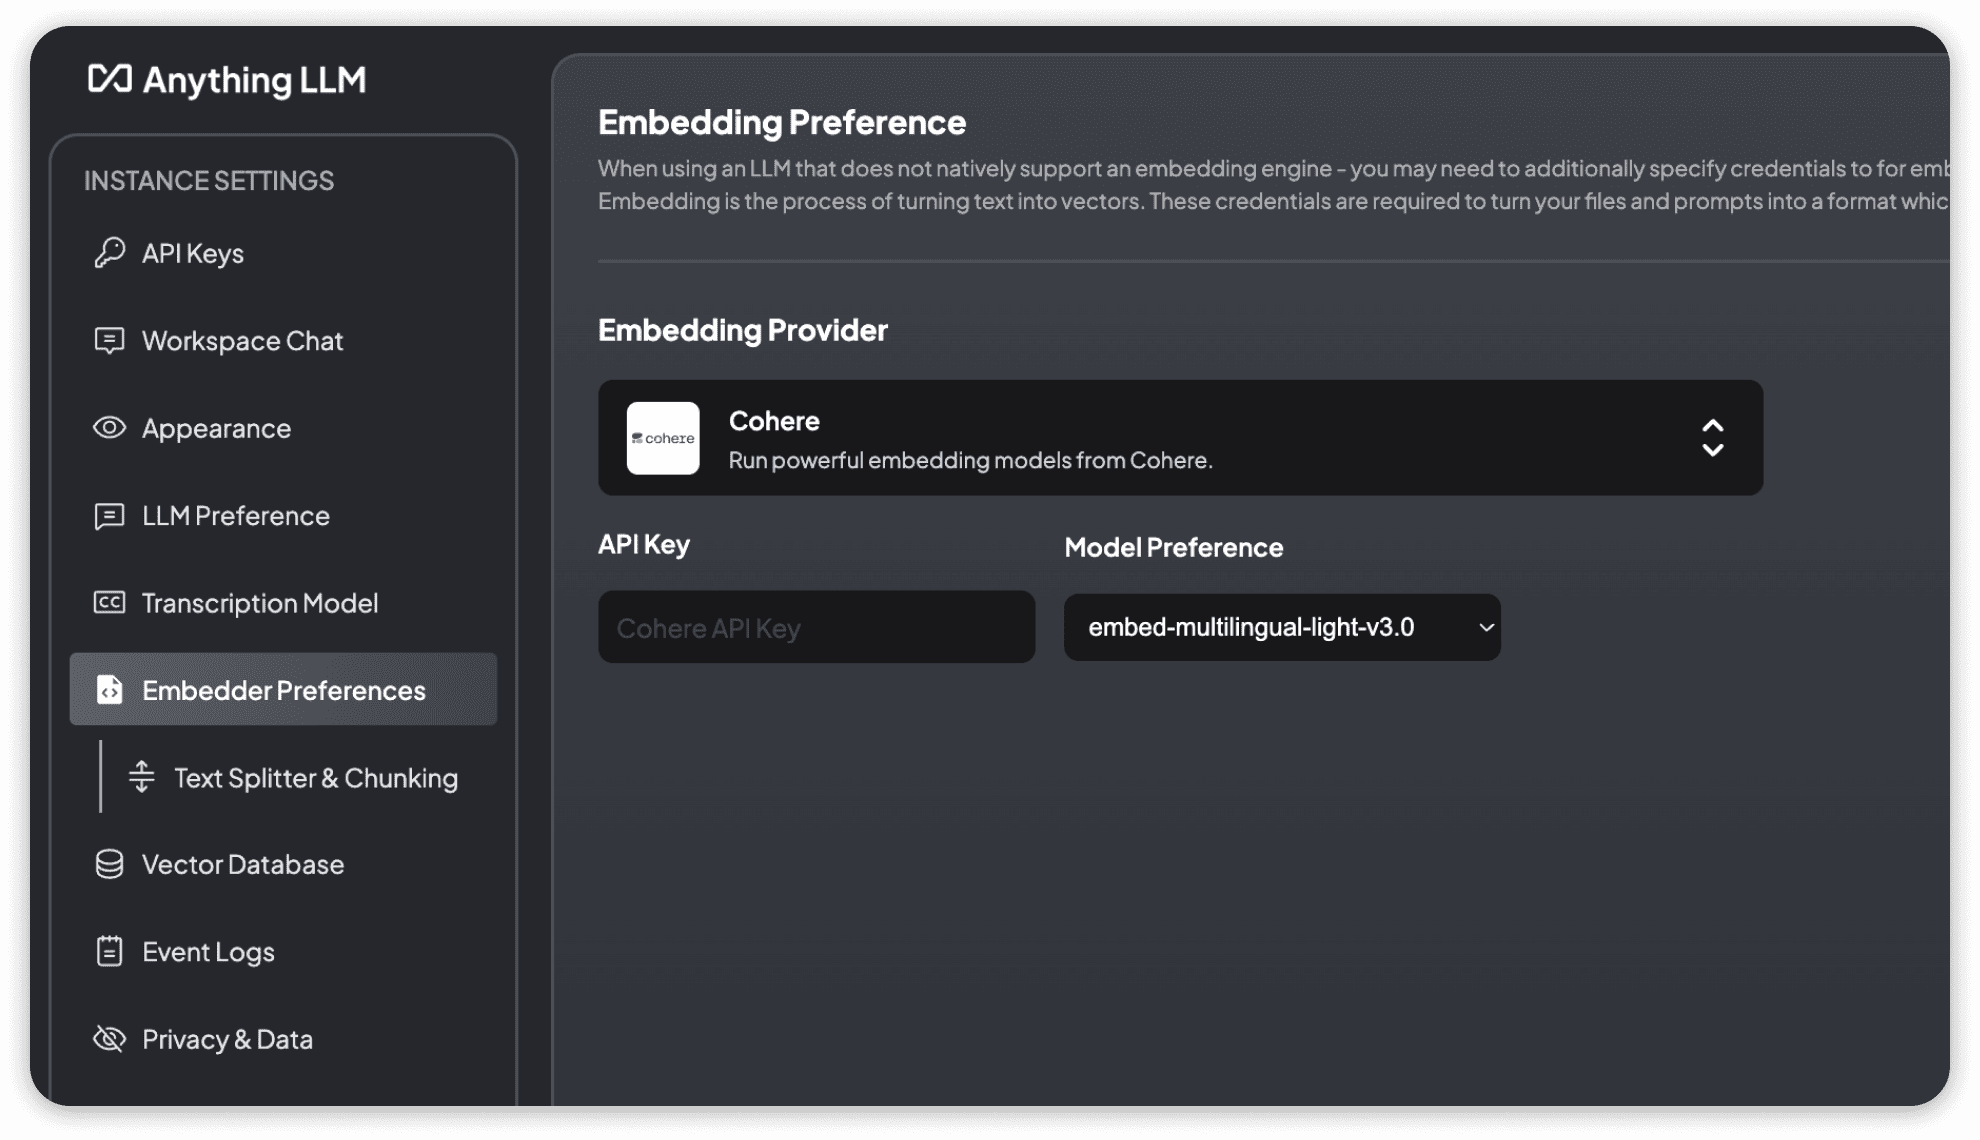 Anything LLM
INSTANCE SETTINGS
API Keys
Workspace Chat
Appearance
LLM Preference
CC Transcription Model
Embedder Preferences
Text Splitter & Chunking
Vector Database
Event Logs
Privacy & Data
Embedding Preference
When using an LLM that does not natively support an embedding engine - you may need to additionally specify credentials to for emb
Embedding is the process of turning text into vectors. These credentials are required to turn your files and prompts into a format whic
Embedding Provider
cohere
Cohere
Run powerful embedding models from Cohere.
API Key
Cohere API Key
Model Preference
embed-multilingual-light-v3.0